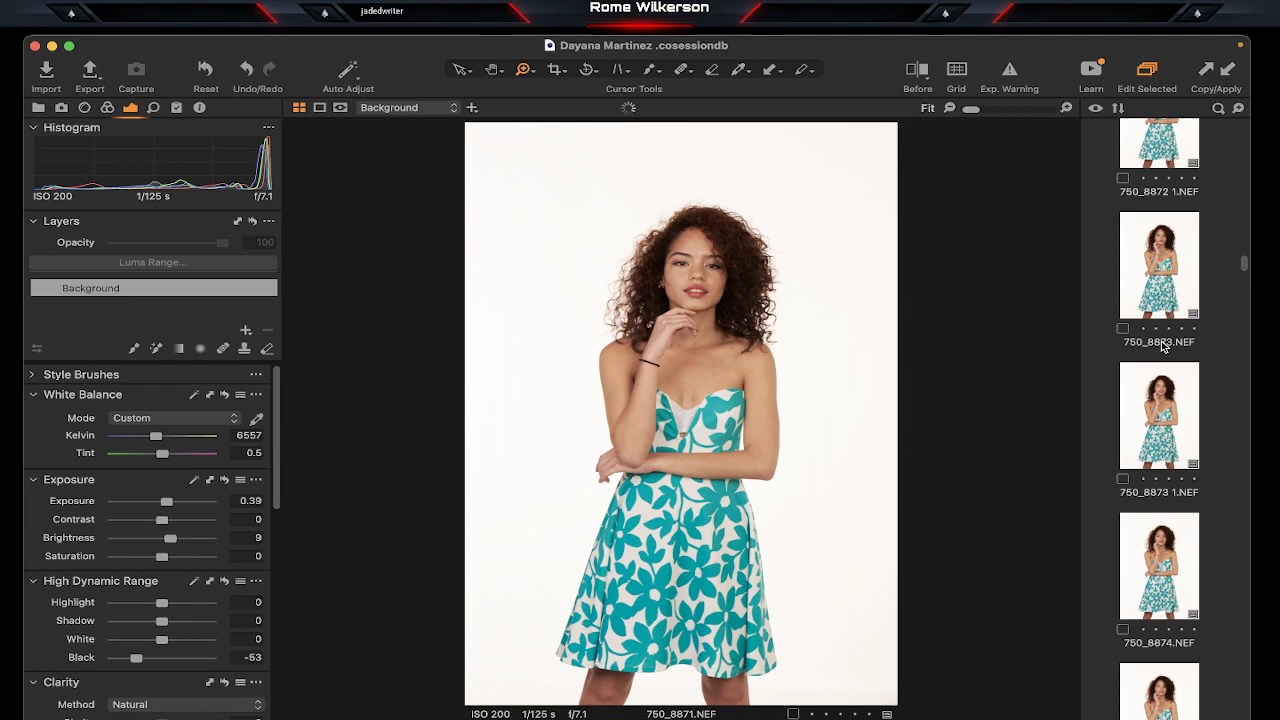 jadedwriter
Rome Wilkerson
Dayana Martinez .cosessiondb
Import
Export
Capture
Reset
Undo/Redo
Auto Adjust
Cursor Tools
Before
Grid
Exp. Warning
Learn
Edit Selected
Copy/Apply
Background
Fit
Histogram
ISO 200 1/125 s f/7.1
Layers
Opacity 100
Luma Range...
Background
Style Brushes
White Balance
Mode Custom
Kelvin 6557
Tint 0.5
Exposure
Exposure 0.39
Contrast 0
Brightness 9
Saturation 0
High Dynamic Range
Highlight 0
Shadow 0
White 0
Black -53
Clarity
Method Natural
ISO 200 1/125 s f/7.1 750_8871.NEF
750_8872 1.NEF
750_8873.NEF
750_8873 1.NEF
750_8874.NEF